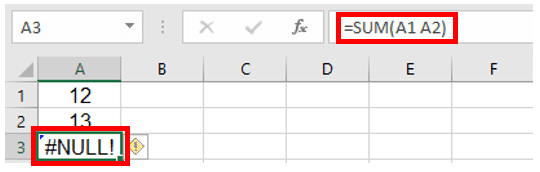 A3 fx =SUM(A1 A2)
A B C D E F
1 12
2 13
3 #NULL! !